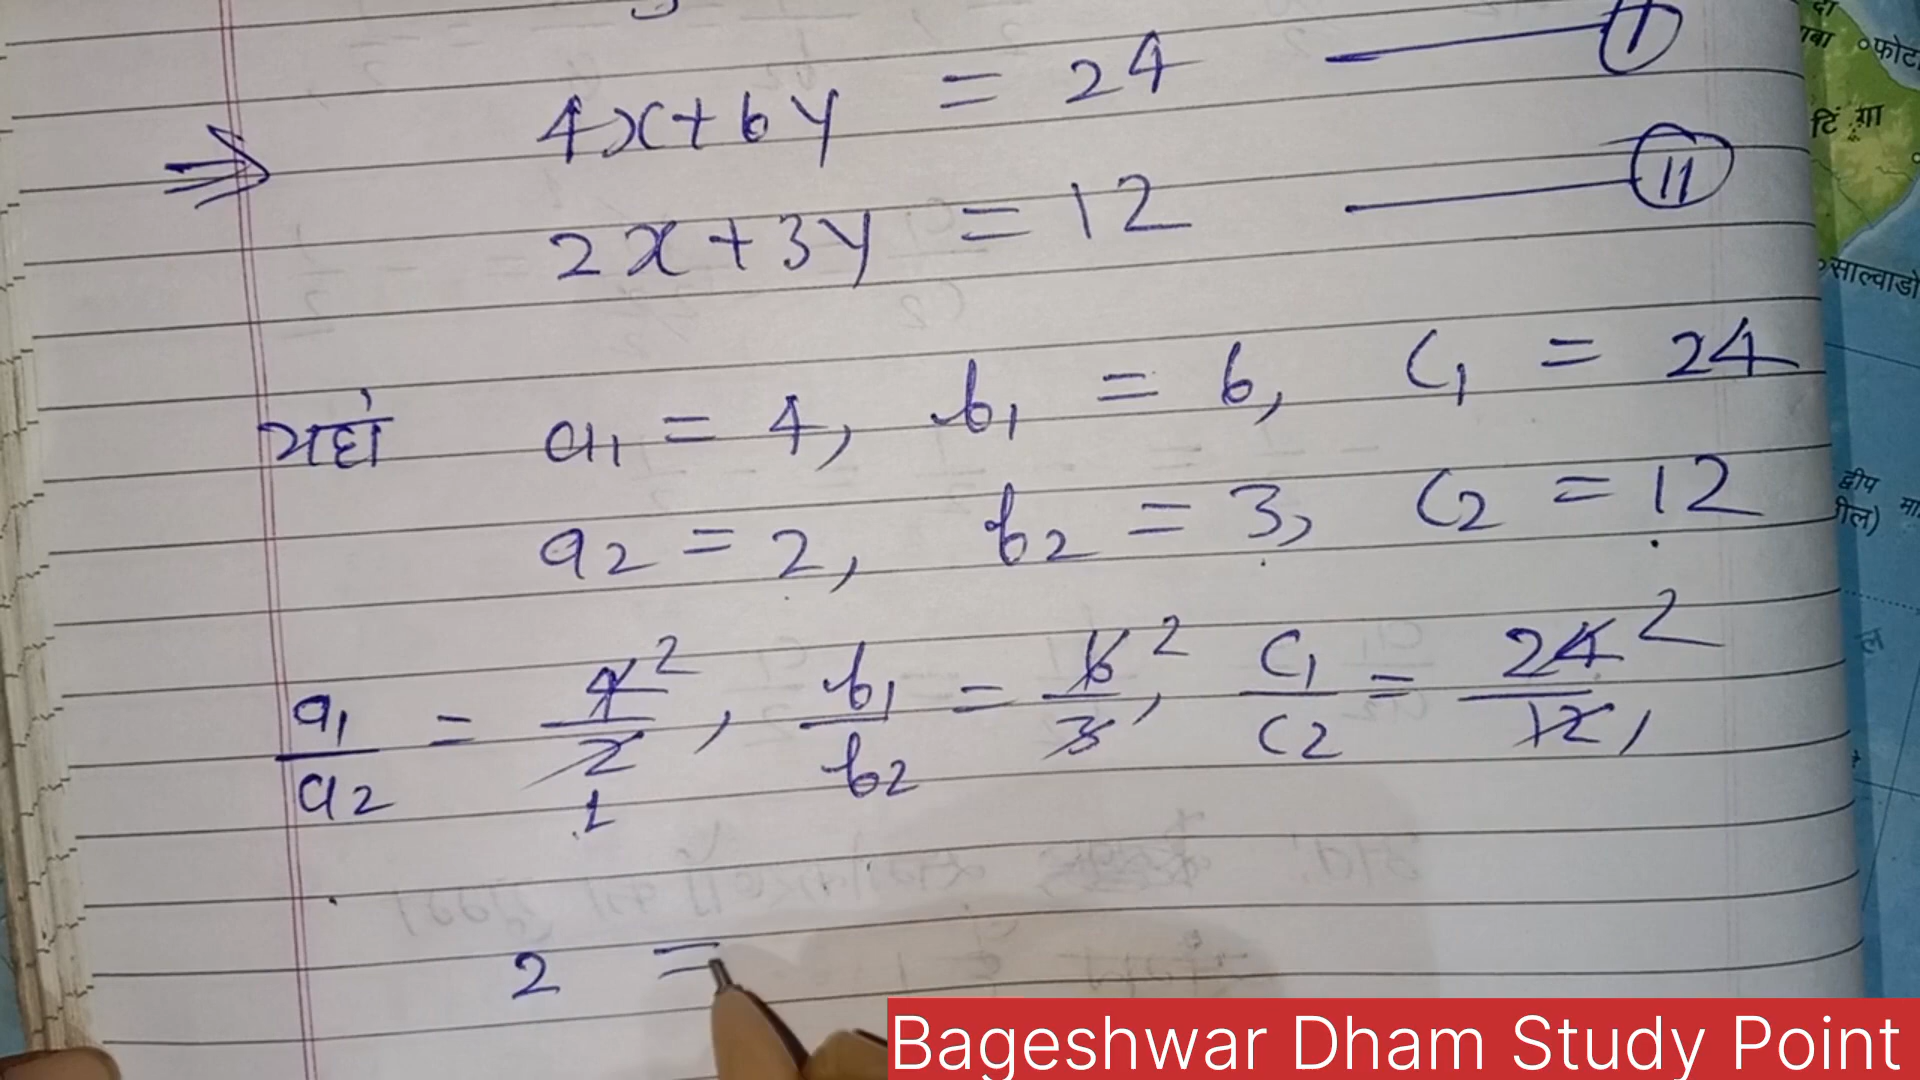 4x+6y = 24 —— (I)
⇒
2x+3y = 12 —— (II)
यहां a1 = 4, b1 = 6, C1 = 24
a2 = 2, b2 = 3, C2 = 12
a1/a2 = 4 2/2 1, b1/b2 = 6 2/3, C1/C2 = 24 2/12,
2 =
Bageshwar Dham Study Point
दा
फोटा
टिं
गा
द्वीप